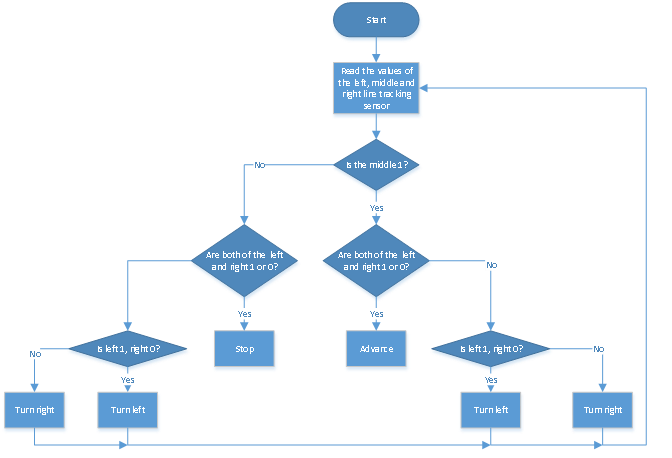 Start
Read the values of
the left, middle and
right line tracking
sensor
Is the middle 1?
No
Yes
Are both of the left
and right 1 or 0?
Are both of the left
and right 1 or 0?
No
Yes
Yes
Is left 1, right 0?
Stop
Advance
Is left 1, right 0?
No
No
Yes
Yes
Turn right
Turn left
Turn left
Turn right